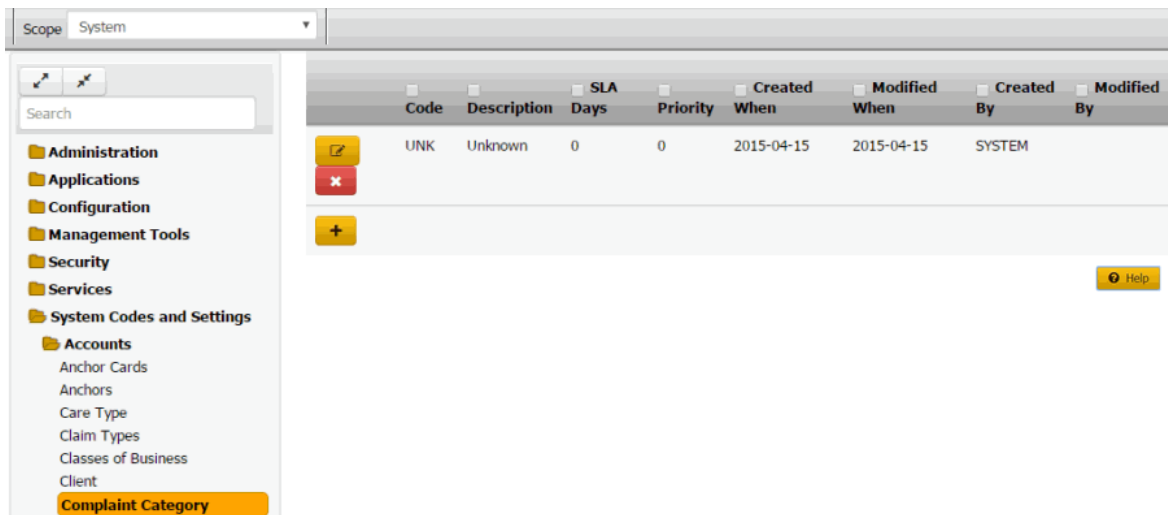 Scope System
Search
Administration
Applications
Configuration
Management Tools
Security
Services
System Codes and Settings
Accounts
Anchor Cards
Anchors
Care Type
Claim Types
Classes of Business
Client
Complaint Category
SLA Created Modified Created Modified
Code Description Days Priority When When By By
UNK Unknown 0 0 2015-04-15 2015-04-15 SYSTEM
Help